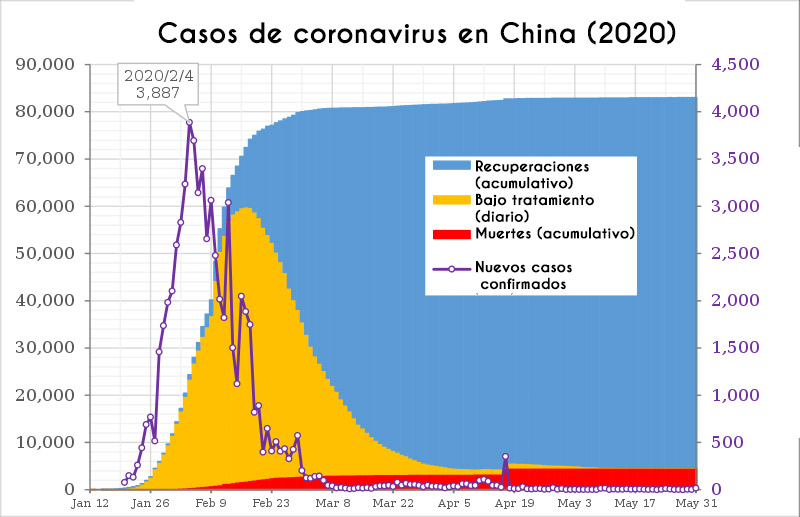 Casos de coronavirus en China (2020)
90,000
80,000
70,000
60,000
50,000
40,000
30,000
20,000
10,000
0
2020/2/4
3,887
Recuperaciones
(acumulativo)
Bajo tratamiento
(diario)
Muertes (acumulativo)
Nuevos casos
confirmados
4,500
4,000
3,500
3,000
2,500
2,000
1,500
1,000
500
0
Jan 12 Jan 26 Feb 9 Feb 23 Mar 8 Mar 22 Apr 5 Apr 19 May 3 May 17 May 31